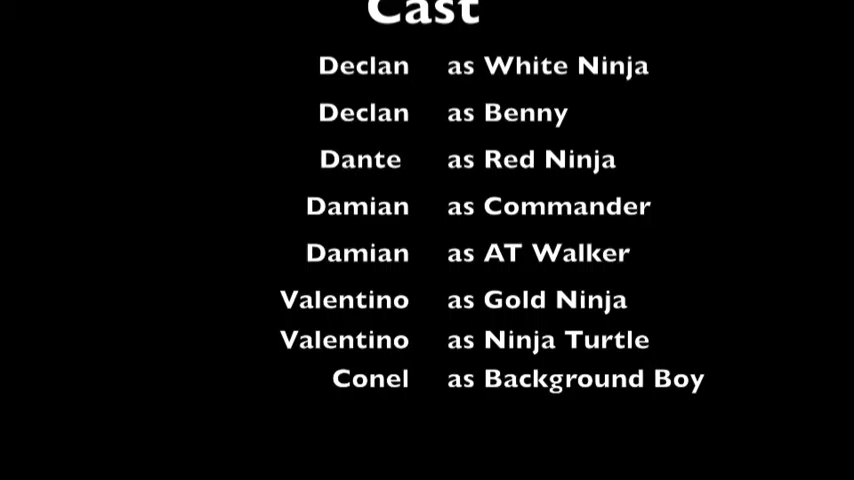 Cast
Declan as White Ninja
Declan as Benny
Dante as Red Ninja
Damian as Commander
Damian as AT Walker
Valentino as Gold Ninja
Valentino as Ninja Turtle
Conel as Background Boy